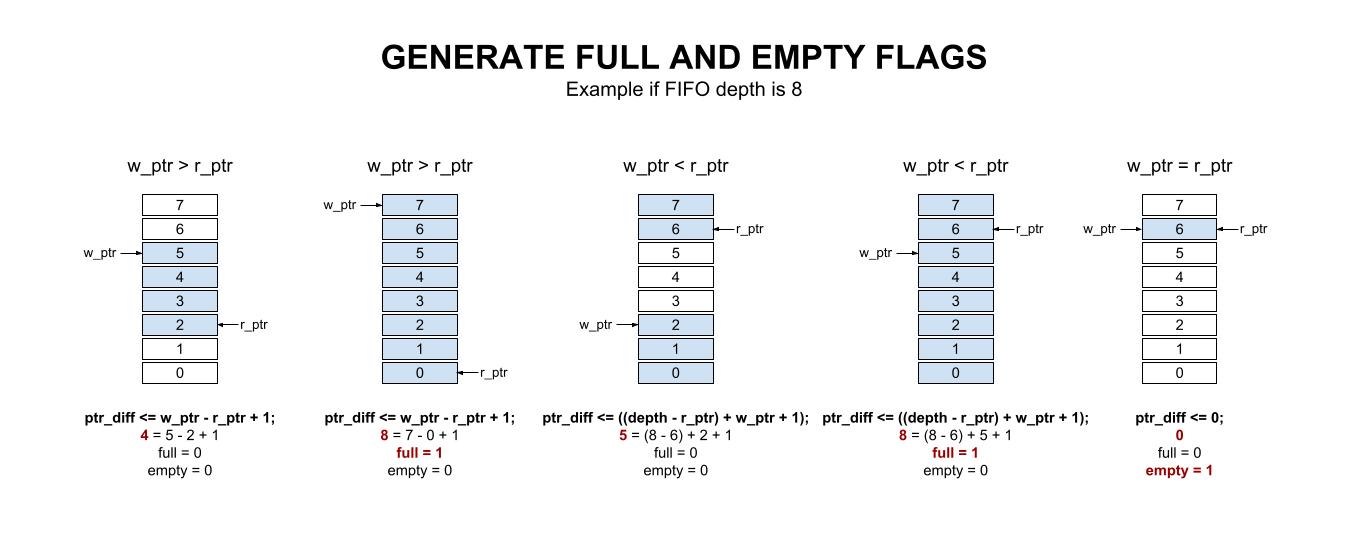 GENERATE FULL AND EMPTY FLAGS
Example if FIFO depth is 8
w_ptr > r_ptr
7
6
w_ptr 5
4
3
2 r_ptr
1
0
ptr_diff <= w_ptr - r_ptr + 1;
4 = 5 - 2 + 1
full = 0
empty = 0
w_ptr > r_ptr
w_ptr 7
6
5
4
3
2
1
0 r_ptr
ptr_diff <= w_ptr - r_ptr + 1;
8 = 7 - 0 + 1
full = 1
empty = 0
w_ptr < r_ptr
7
6 r_ptr
5
4
3
w_ptr 2
1
0
ptr_diff <= ((depth - r_ptr) + w_ptr + 1);
5 = (8 - 6) + 2 + 1
full = 0
empty = 0
w_ptr < r_ptr
7
6 r_ptr
w_ptr 5
4
3
2
1
0
ptr_diff <= ((depth - r_ptr) + w_ptr + 1);
8 = (8 - 6) + 5 + 1
full = 1
empty = 0
w_ptr = r_ptr
7
w_ptr 6 r_ptr
5
4
3
2
1
0
ptr_diff <= 0;
0
full = 0
empty = 1